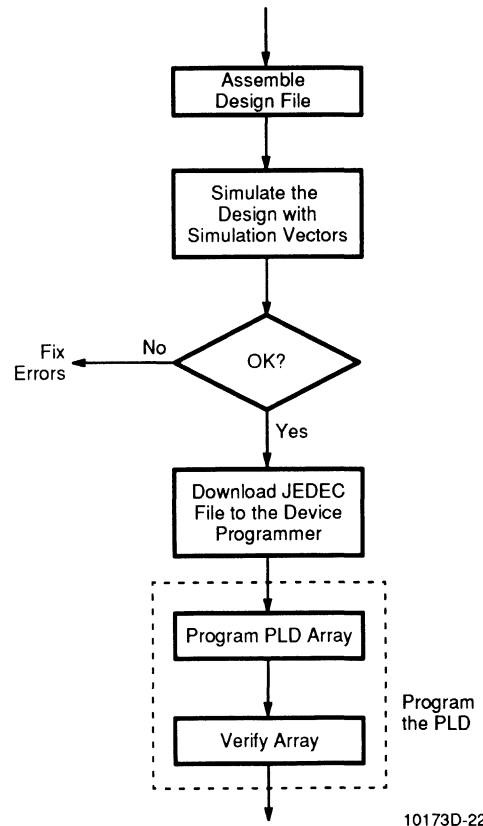 Assemble
Design File
Simulate the
Design with
Simulation Vectors
OK?
No
Fix
Errors
Yes
Download JEDEC
File to the Device
Programmer
Program PLD Array
Verify Array
Program
the PLD
10173D-22